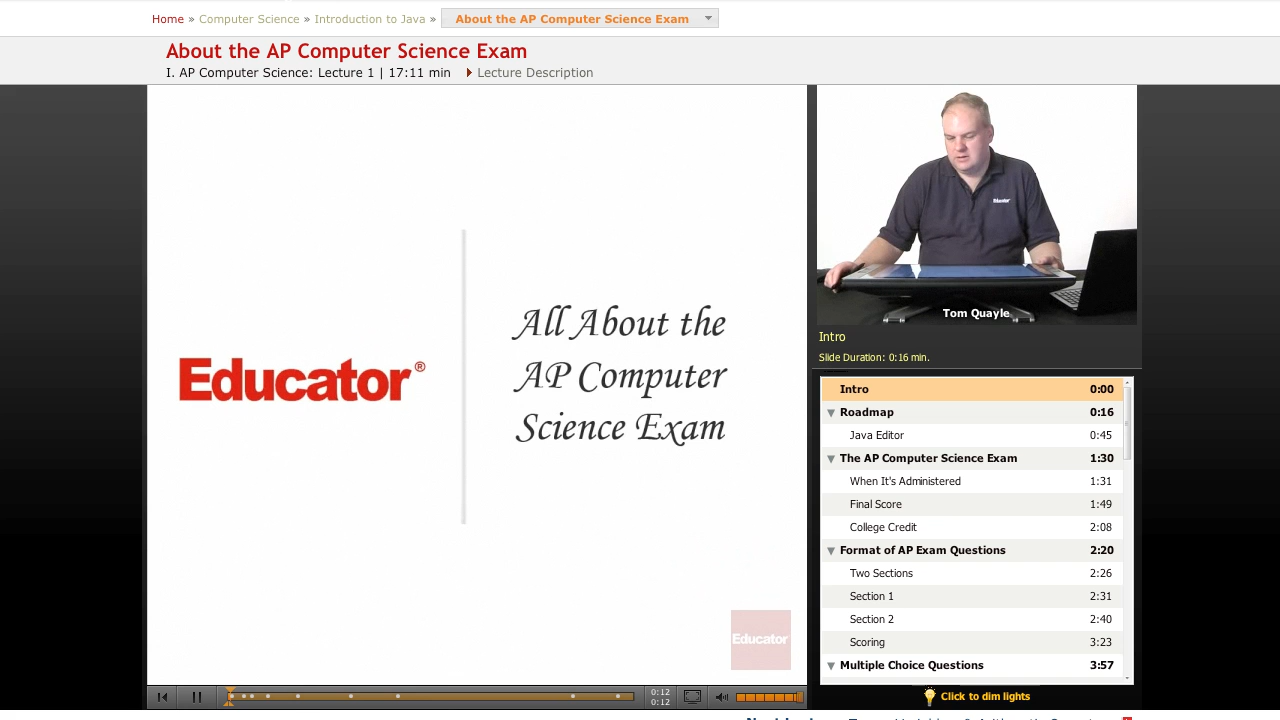 Home » Computer Science » Introduction to Java » About the AP Computer Science Exam
About the AP Computer Science Exam
I. AP Computer Science: Lecture 1 | 17:11 min Lecture Description
Educator®
All About the
AP Computer
Science Exam
Educator
Educator
Tom Quayle
Intro
Slide Duration: 0:16 min.
Intro 0:00
Roadmap 0:16
Java Editor 0:45
The AP Computer Science Exam 1:30
When It's Administered 1:31
Final Score 1:49
College Credit 2:08
Format of AP Exam Questions 2:20
Two Sections 2:26
Section 1 2:31
Section 2 2:40
Scoring 3:23
Multiple Choice Questions 3:57
0:12
0:12
Click to dim lights